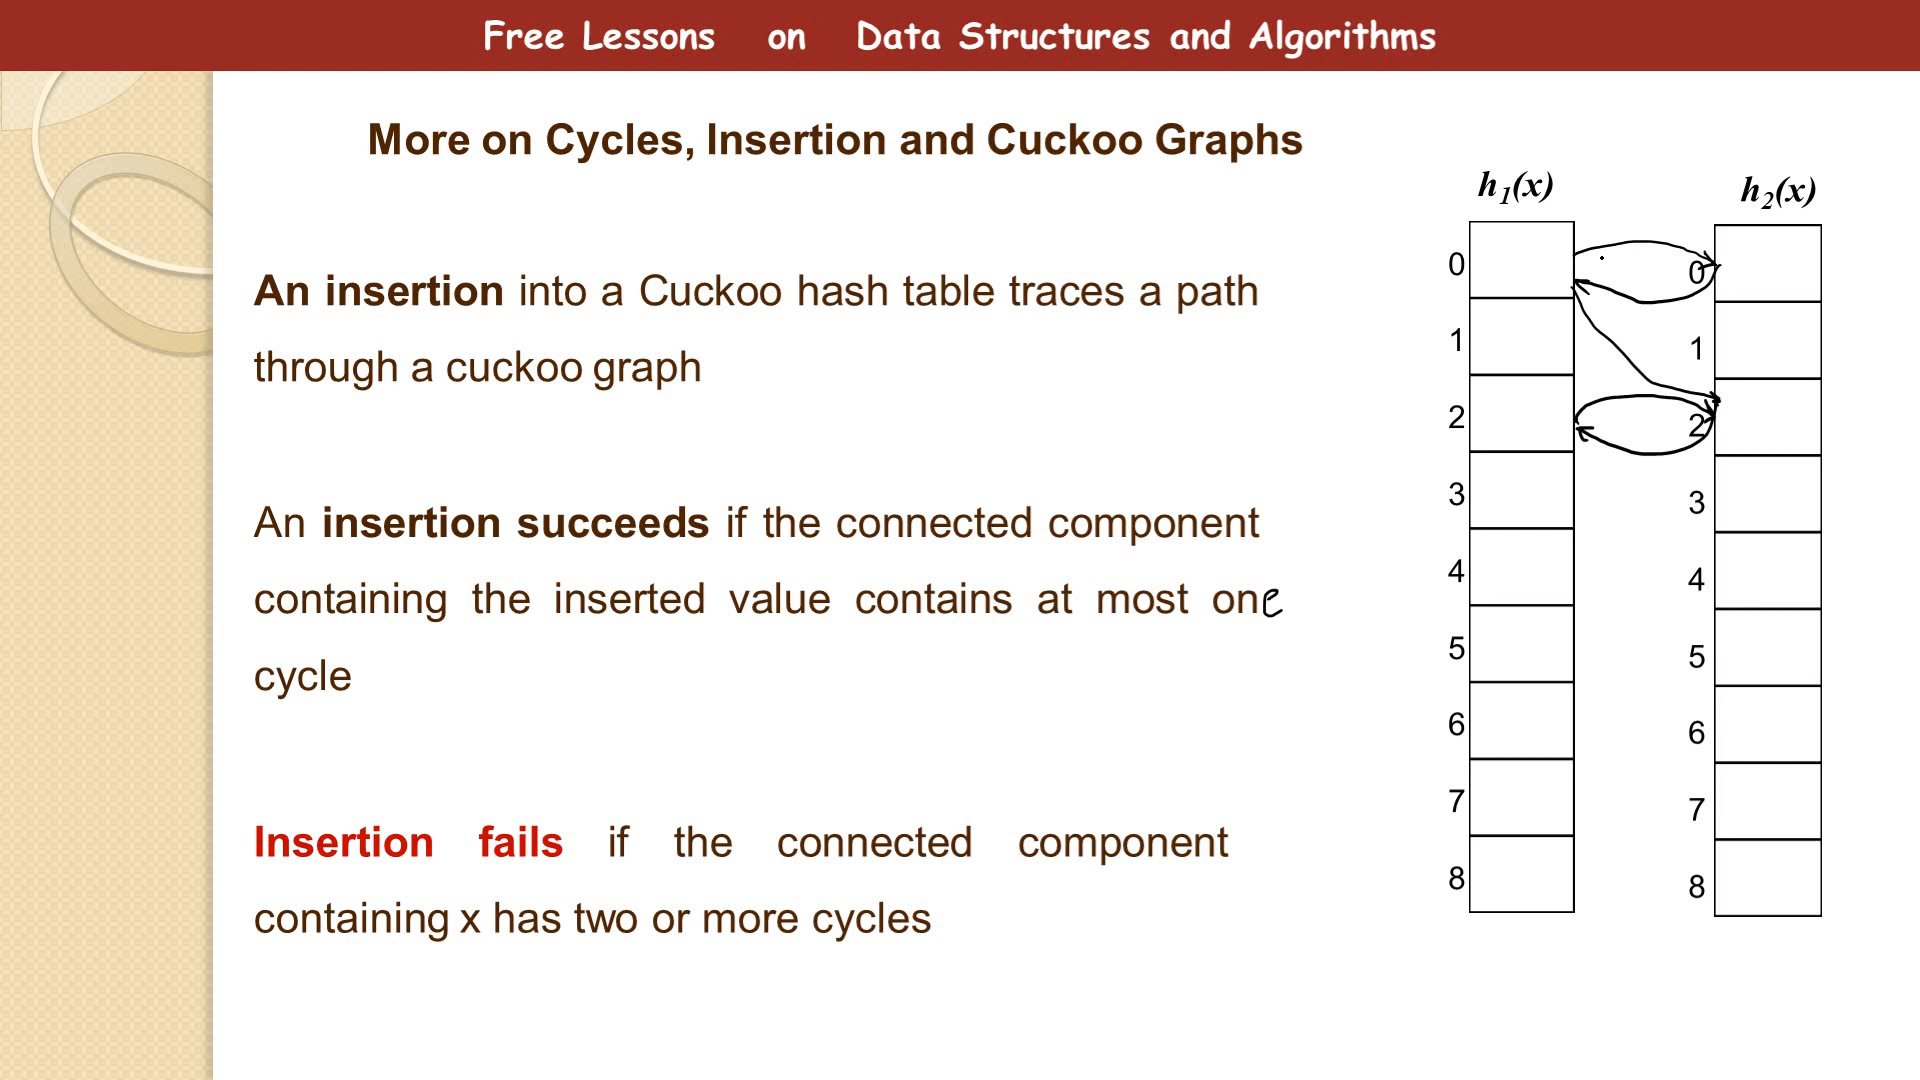 Free Lessons on Data Structures and Algorithms
More on Cycles, Insertion and Cuckoo Graphs
An insertion into a Cuckoo hash table traces a path
through a cuckoo graph
An insertion succeeds if the connected component
containing the inserted value contains at most one
cycle
Insertion fails if the connected component
containing x has two or more cycles
h1(x) h2(x)
0 0
1 1
2 2
3 3
4 4
5 5
6 6
7 7
8 8